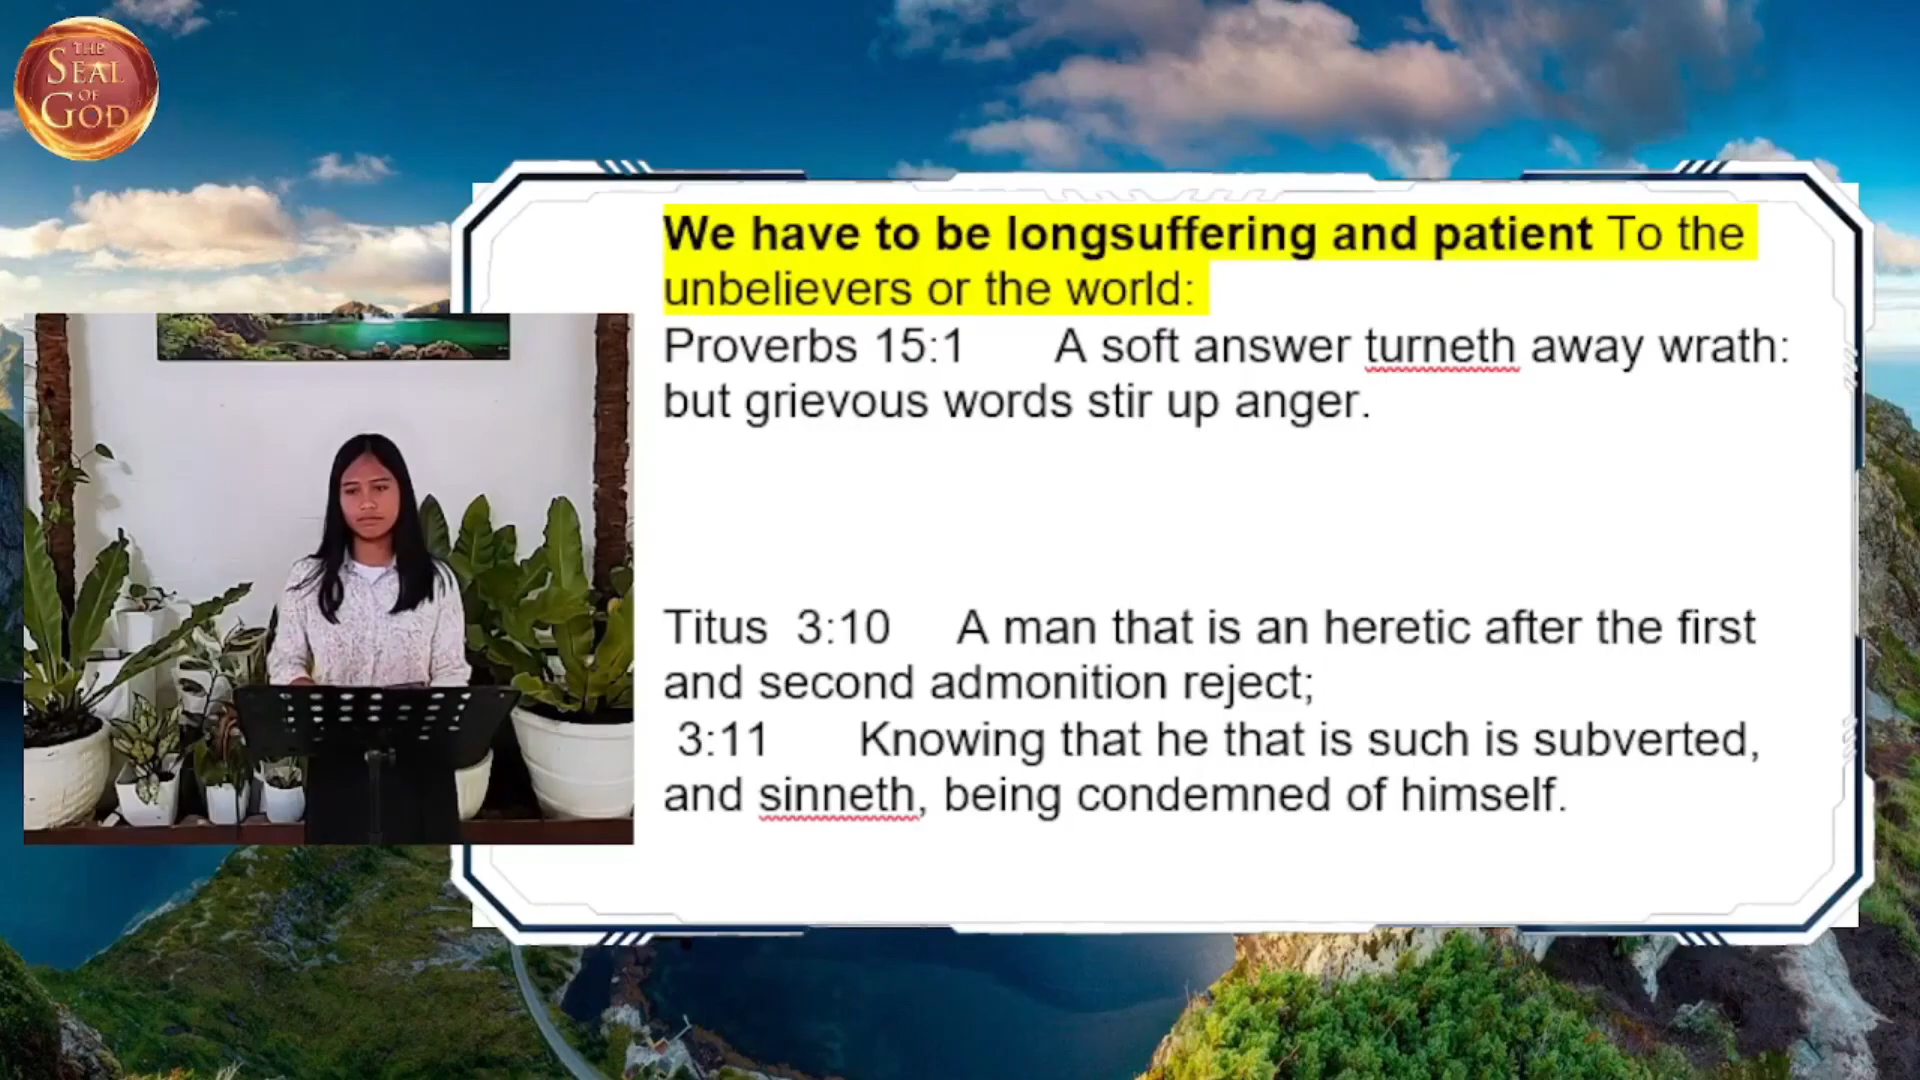 THE
SEAL
OF
GOD
We have to be longsuffering and patient To the
unbelievers or the world:
Proverbs 15:1 A soft answer turneth away wrath:
but grievous words stir up anger.
Titus 3:10 A man that is an heretic after the first
and second admonition reject;
3:11 Knowing that he that is such is subverted,
and sinneth, being condemned of himself.